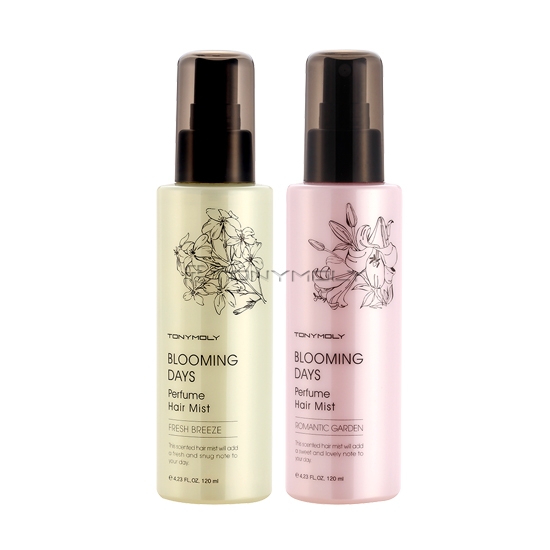 TONYMOLY
TONYMOLY
BLOOMING
DAYS
Perfume
Hair Mist
FRESH BREEZE
This scented hair mist will add
a fresh and snug note to
your day.
℮ 4.23 FL.OZ. 120 ml
TONYMOLY
BLOOMING
DAYS
Perfume
Hair Mist
ROMANTIC GARDEN
This scented hair mist will add
a sweet and lovely note to
your day.
℮ 4.23 FL.OZ. 120 ml